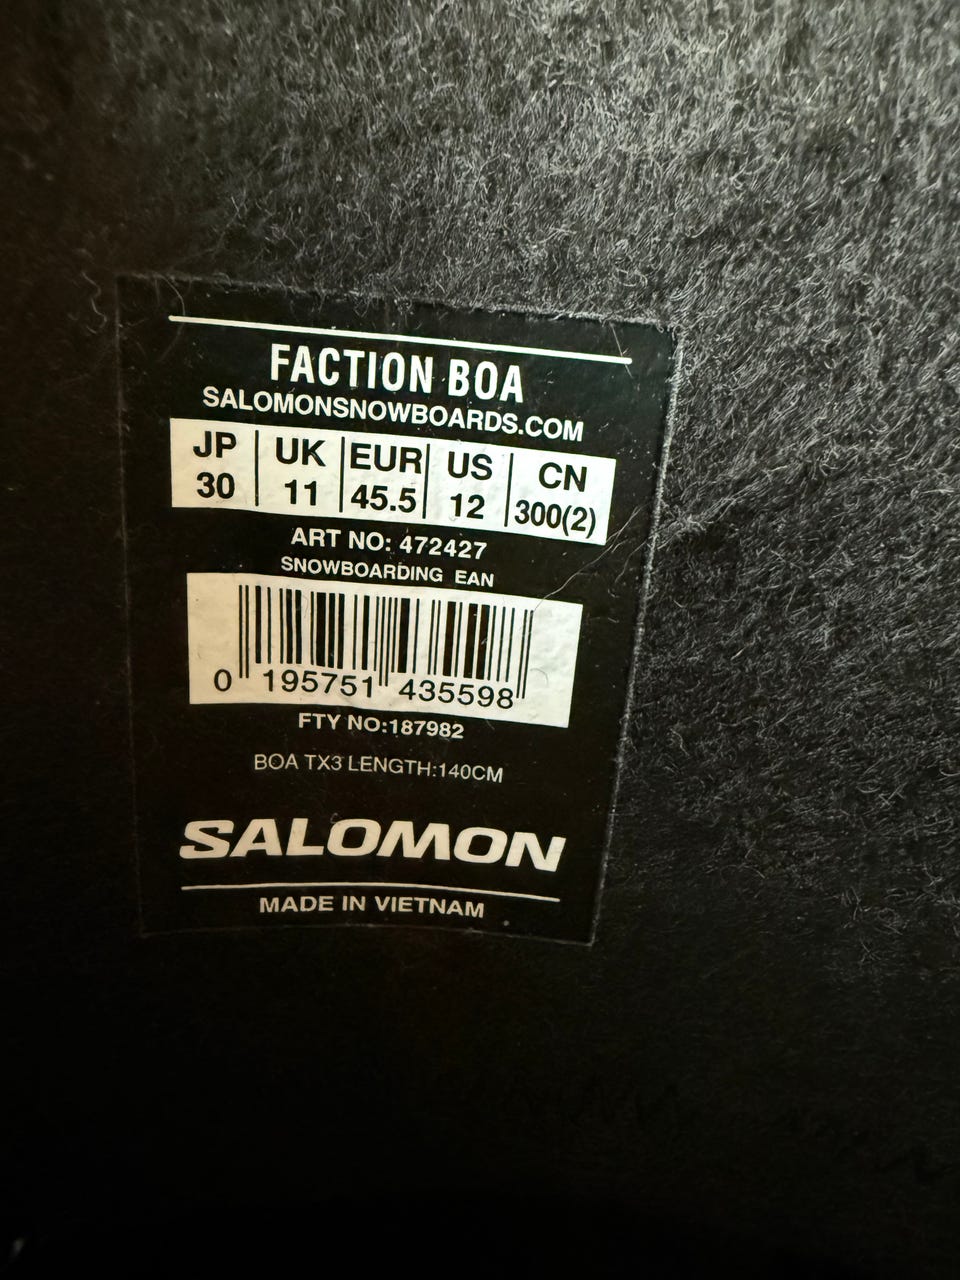 FACTION BOA
SALOMONSNOWBOARDS.COM
JP UK EUR US CN
30 11 45.5 12 300(2)
ART NO: 472427
SNOWBOARDING EAN
0 195751 435598
FTY NO:187982
BOA TX3 LENGTH:140CM
SALOMON
MADE IN VIETNAM